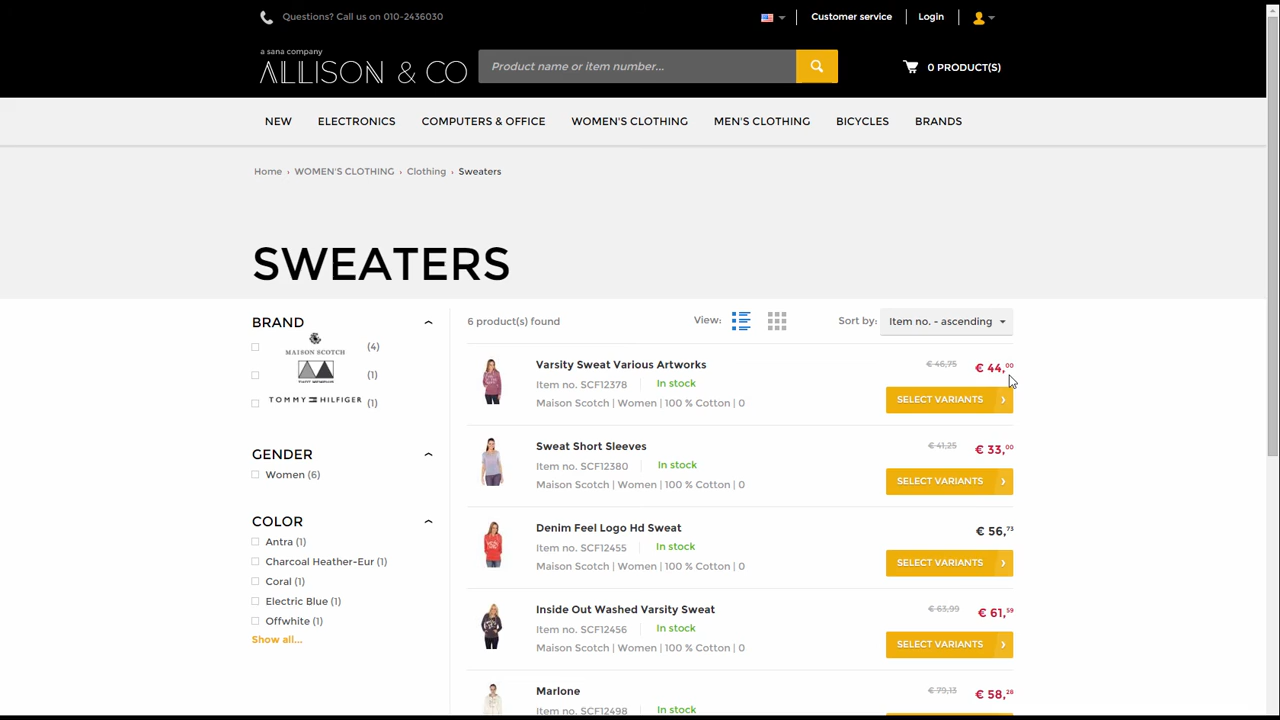 Questions? Call us on 010-2436030
Customer service
Login
a sana company
ALLISON & CO
Product name or item number...
0 PRODUCT(S)
NEW ELECTRONICS COMPUTERS & OFFICE WOMEN'S CLOTHING MEN'S CLOTHING BICYCLES BRANDS
Home › WOMEN'S CLOTHING › Clothing › Sweaters
SWEATERS
BRAND
MAISON SCOTCH (4)
(1)
TOMMY HILFIGER (1)
GENDER
Women (6)
COLOR
Antra (1)
Charcoal Heather-Eur (1)
Coral (1)
Electric Blue (1)
Offwhite (1)
Show all...
6 product(s) found
View:
Sort by: Item no. - ascending
Varsity Sweat Various Artworks
€ 46,75 € 44,00
Item no. SCF12378 In stock
Maison Scotch | Women | 100 % Cotton | 0
SELECT VARIANTS ›
Sweat Short Sleeves
€ 41,25 € 33,00
Item no. SCF12380 In stock
Maison Scotch | Women | 100 % Cotton | 0
SELECT VARIANTS ›
Denim Feel Logo Hd Sweat
€ 56,73
Item no. SCF12455 In stock
Maison Scotch | Women | 100 % Cotton | 0
SELECT VARIANTS ›
Inside Out Washed Varsity Sweat
€ 63,99 € 61,59
Item no. SCF12456 In stock
Maison Scotch | Women | 100 % Cotton | 0
SELECT VARIANTS ›
Marlone
€ 79,13 € 58,28
Item no. SCF12498 In stock